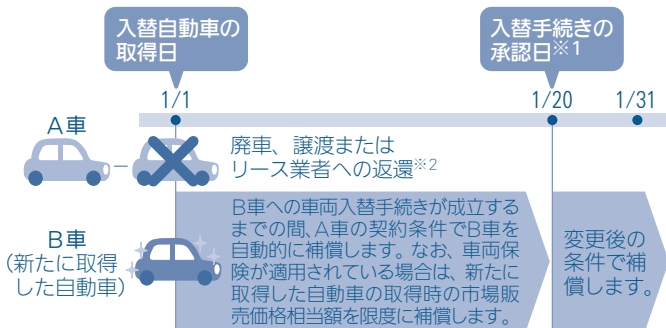 入替自動車の
取得日
入替手続きの
承認日※1
1/1
1/20
1/31
A車
廃車、譲渡または
リース業者への返還※2
B車
(新たに取得
した自動車)
B車への車両入替手続きが成立する
までの間、A車の契約条件でB車を
自動的に補償します。なお、車両保
険が適用されている場合は、新たに
取得した自動車の取得時の市場販
売価格相当額を限度に補償します。
変更後の
条件で補
償します。